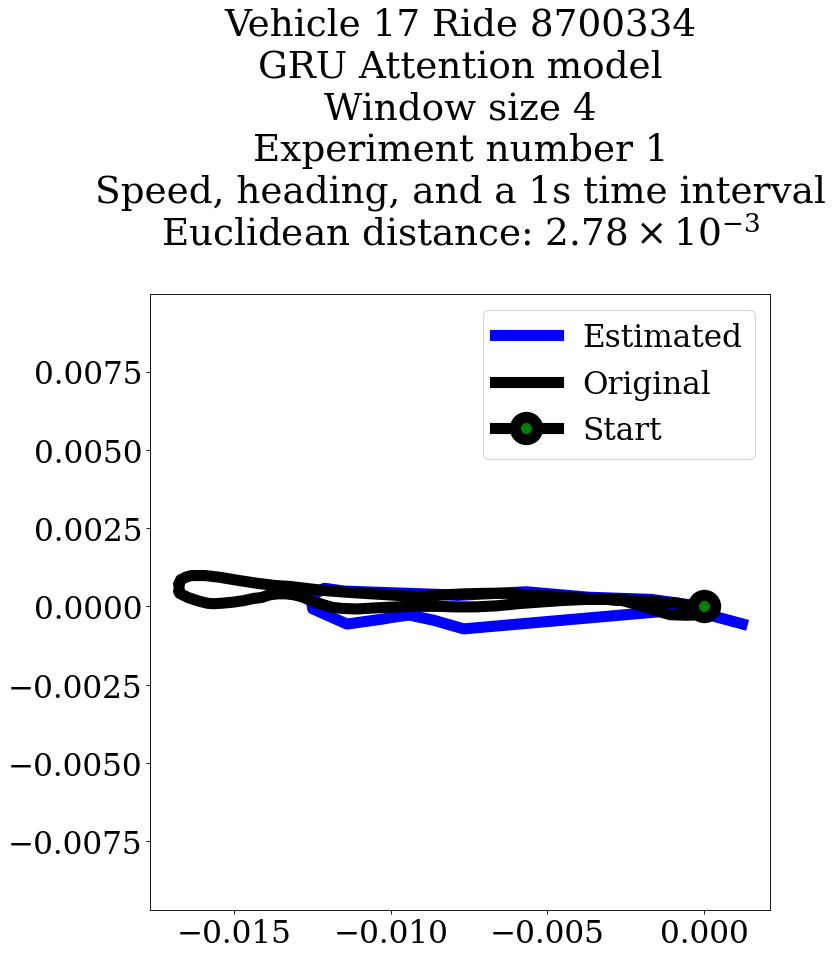 Vehicle 17 Ride 8700334
GRU Attention model
Window size 4
Experiment number 1
Speed, heading, and a 1s time interval
Euclidean distance: 2.78 × 10⁻³
Estimated
Original
Start
0.0075
0.0050
0.0025
0.0000
−0.0025
−0.0050
−0.0075
−0.015 −0.010 −0.005 0.000